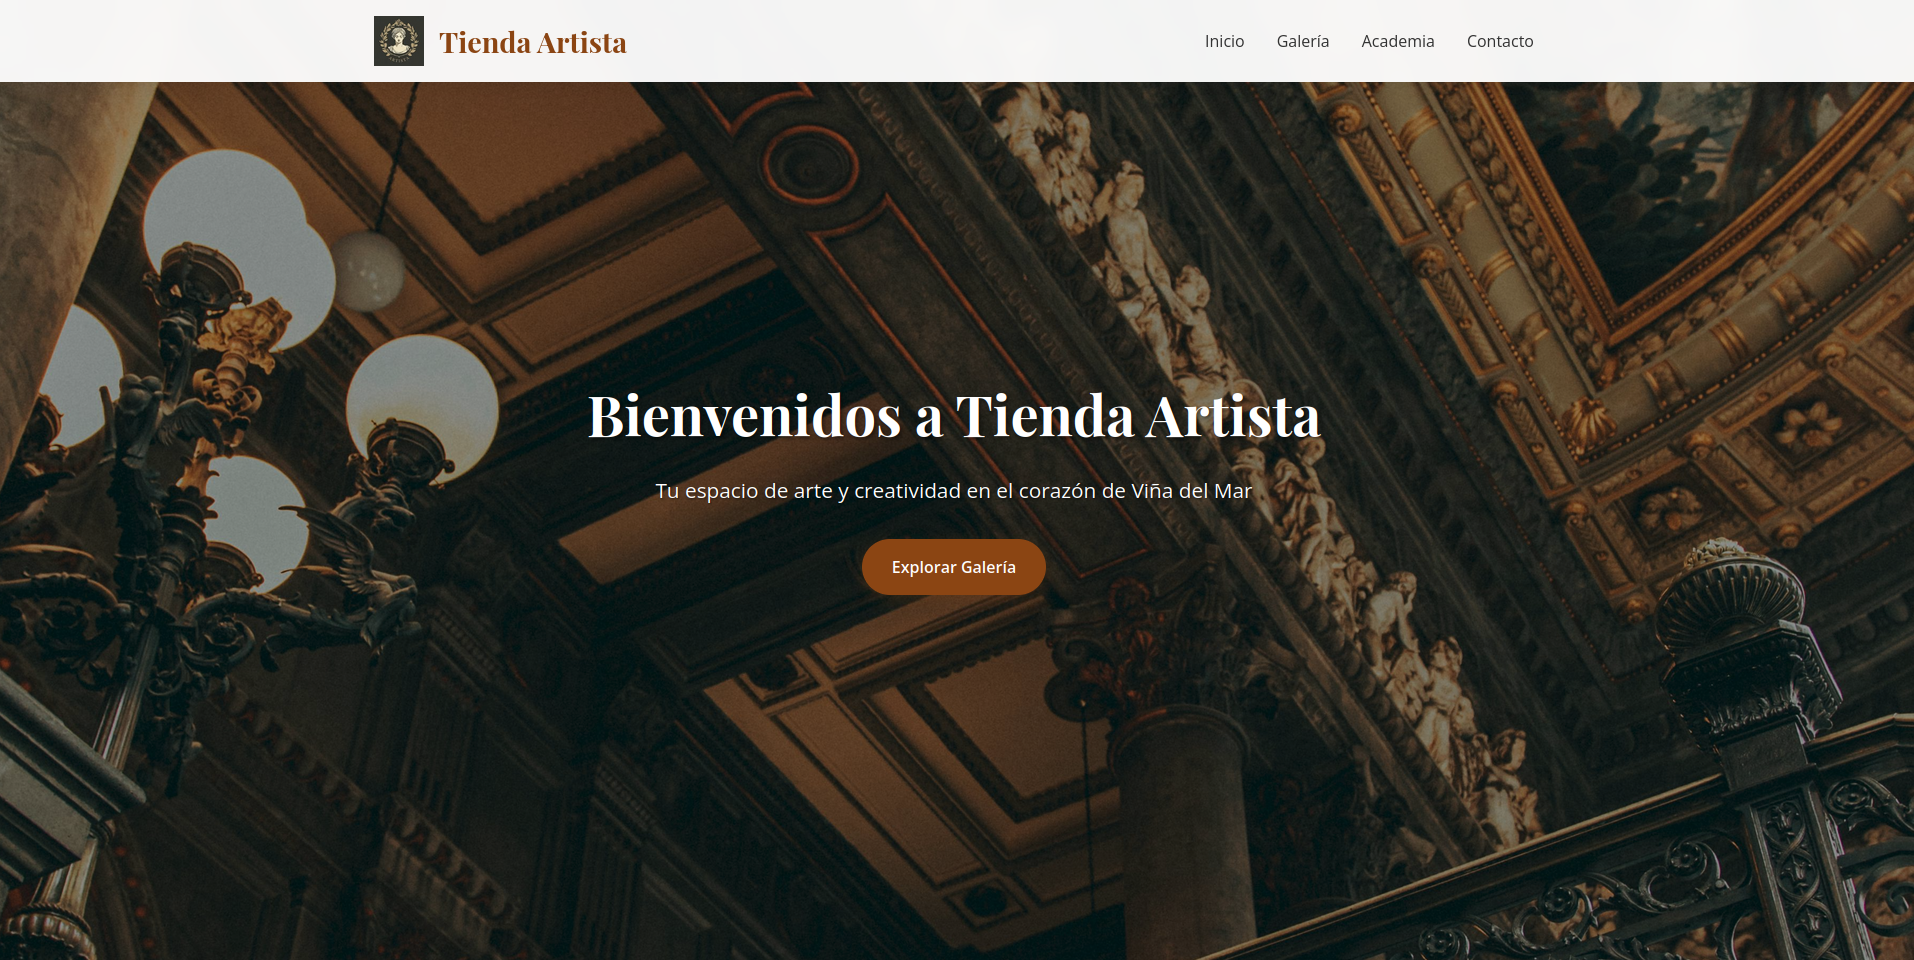 Tienda Artista
Inicio Galería Academia Contacto
Bienvenidos a Tienda Artista
Tu espacio de arte y creatividad en el corazón de Viña del Mar
Explorar Galería